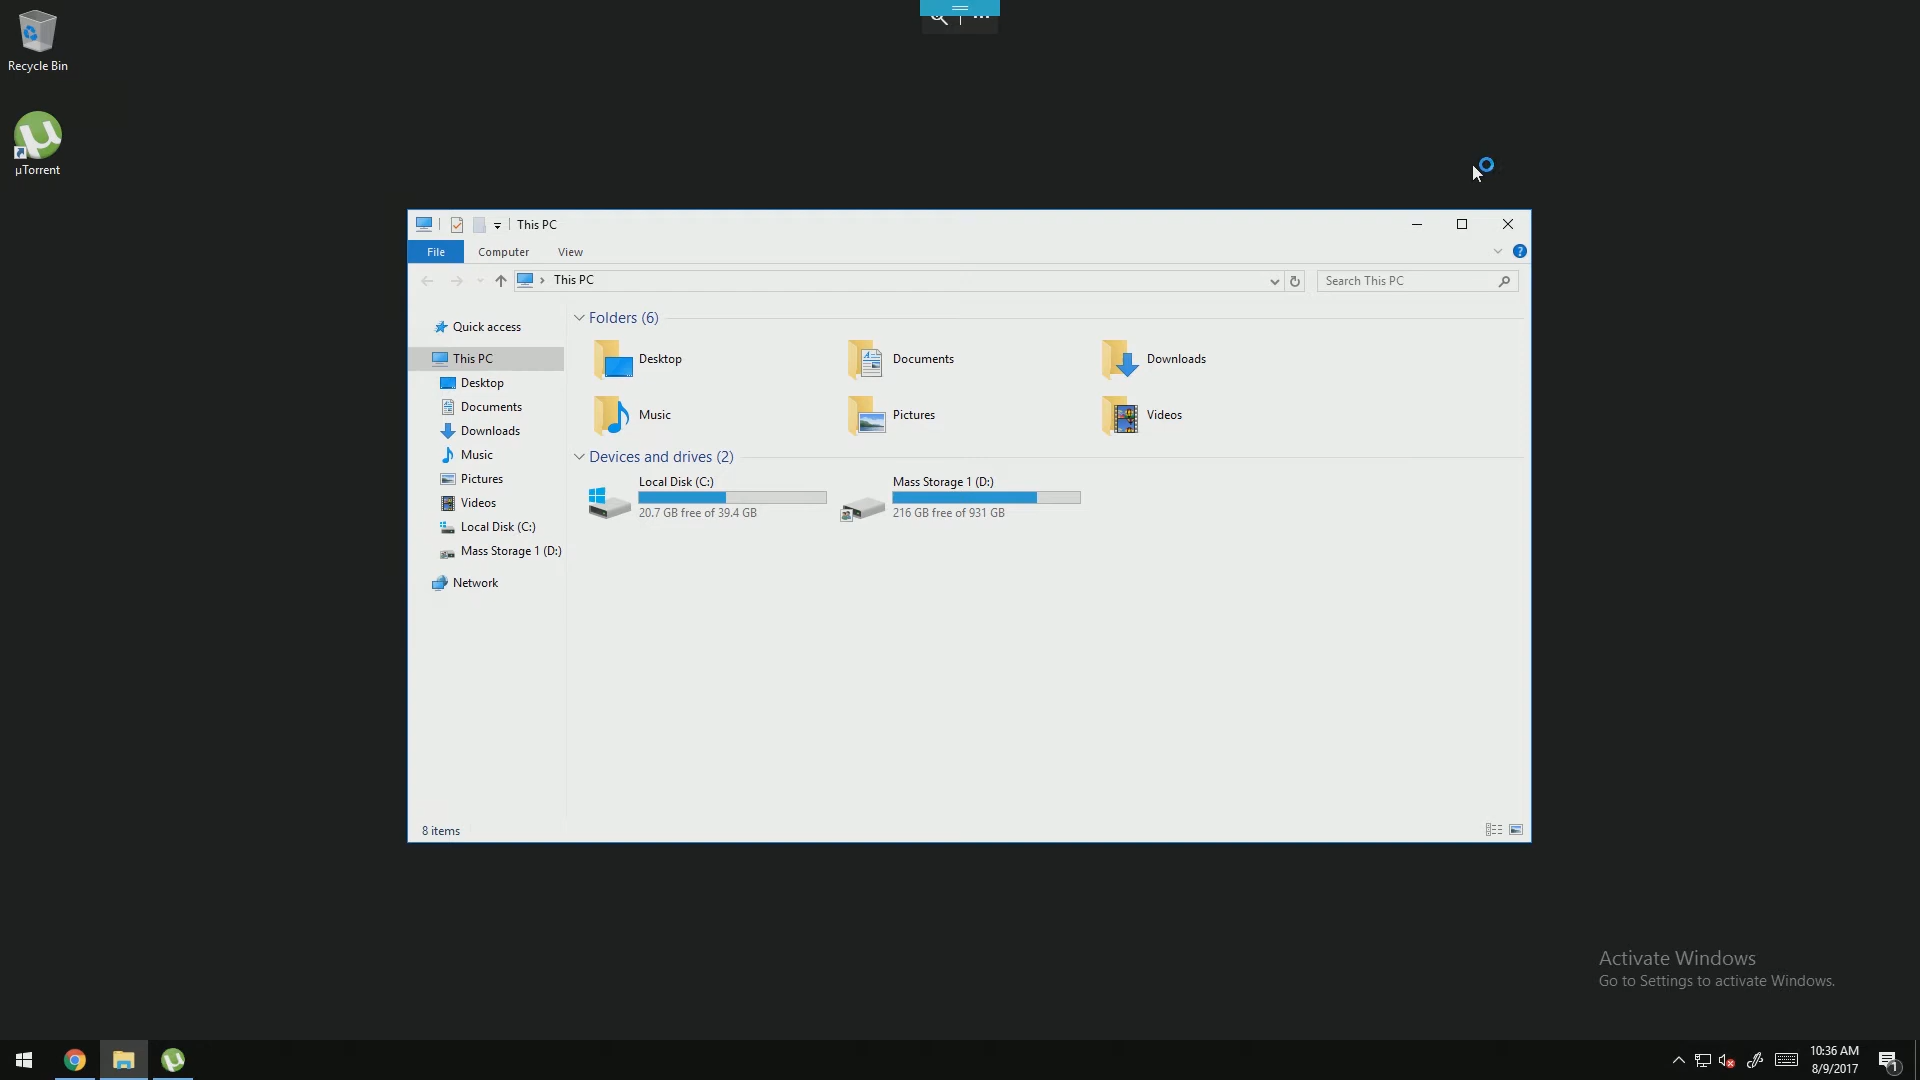 Recycle Bin
µTorrent
This PC
File
Computer
View
This PC
Search This PC
Quick access
This PC
Desktop
Documents
Downloads
Music
Pictures
Videos
Local Disk (C:)
Mass Storage 1 (D:)
Network
Folders (6)
Desktop
Documents
Downloads
Music
Pictures
Videos
Devices and drives (2)
Local Disk (C:)
20.7 GB free of 39.4 GB
Mass Storage 1 (D:)
216 GB free of 931 GB
8 items
Activate Windows
Go to Settings to activate Windows.
10:36 AM
8/9/2017
1